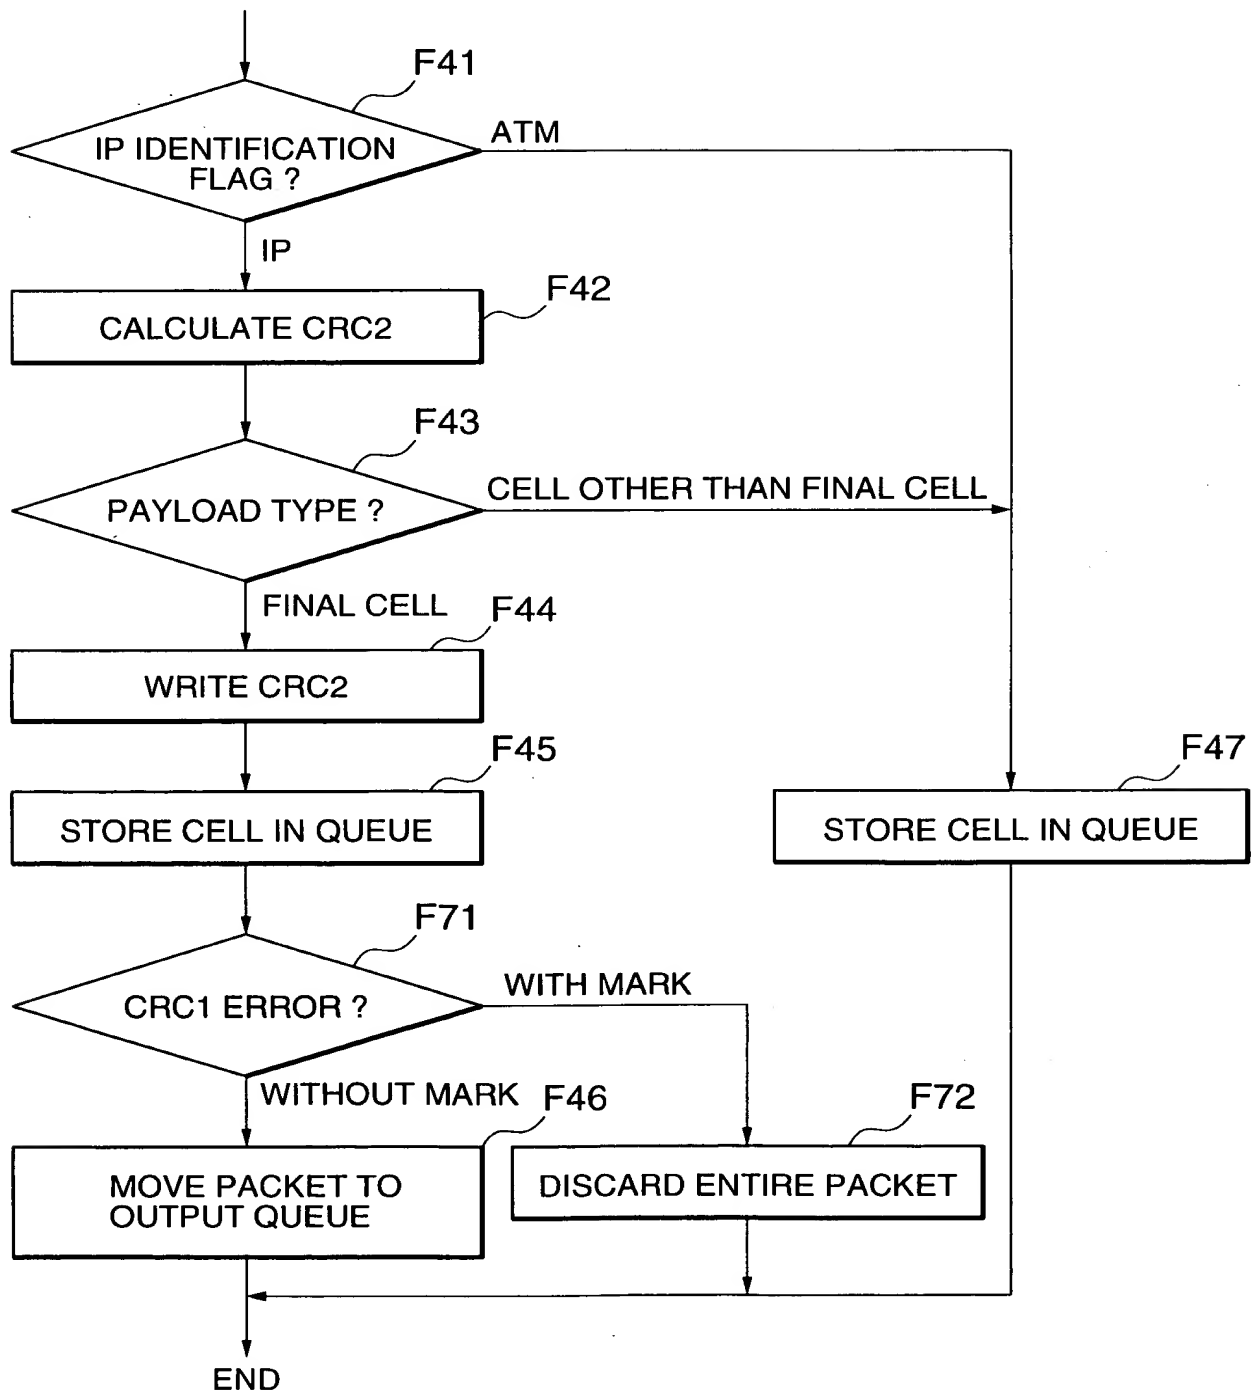 F41
ATM
IP IDENTIFICATION
FLAG ?
IP
F42
CALCULATE CRC2
F43
CELL OTHER THAN FINAL CELL
PAYLOAD TYPE ?
FINAL CELL
F44
WRITE CRC2
F45
F47
STORE CELL IN QUEUE
STORE CELL IN QUEUE
F71
WITH MARK
CRC1 ERROR ?
WITHOUT MARK
F46
F72
MOVE PACKET TO
OUTPUT QUEUE
DISCARD ENTIRE PACKET
END